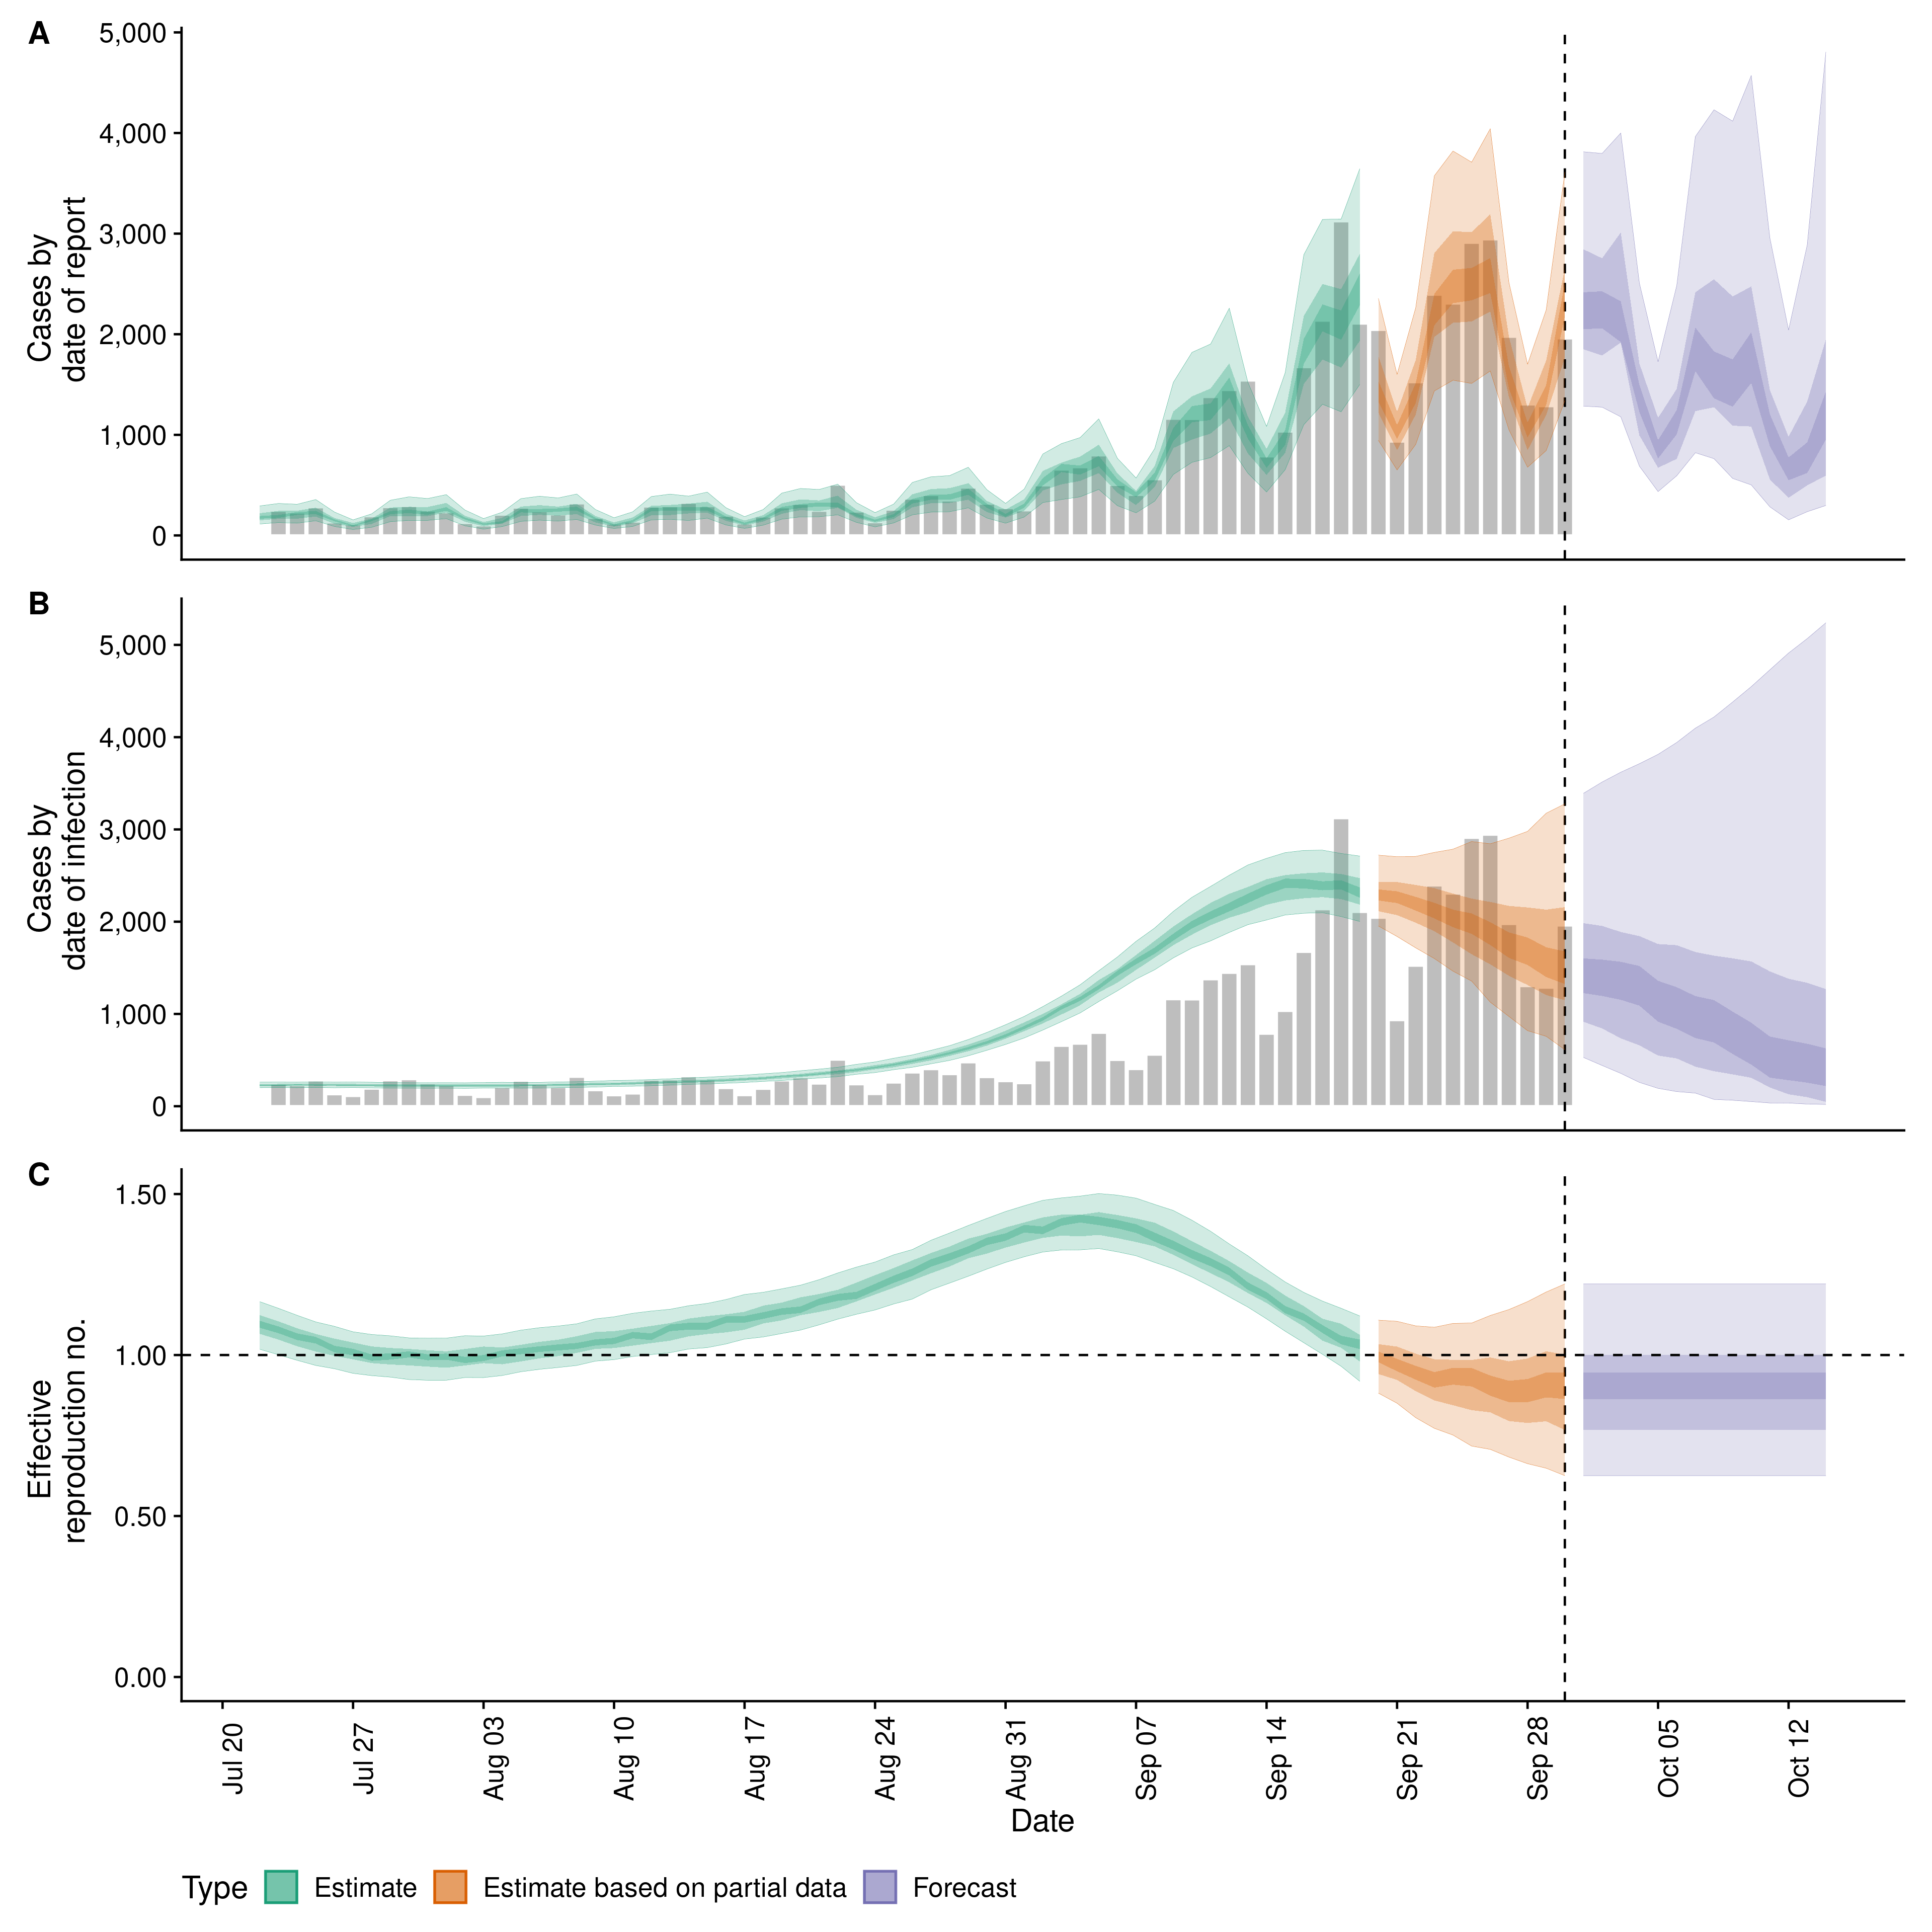 A
5,000
4,000
3,000
2,000
1,000
0
Cases by
date of report
B
5,000
4,000
3,000
2,000
1,000
0
Cases by
date of infection
C
1.50
1.00
0.50
0.00
Effective
reproduction no.
Jul 20
Jul 27
Aug 03
Aug 10
Aug 17
Aug 24
Aug 31
Sep 07
Sep 14
Sep 21
Sep 28
Oct 05
Oct 12
Date
Type Estimate Estimate based on partial data Forecast